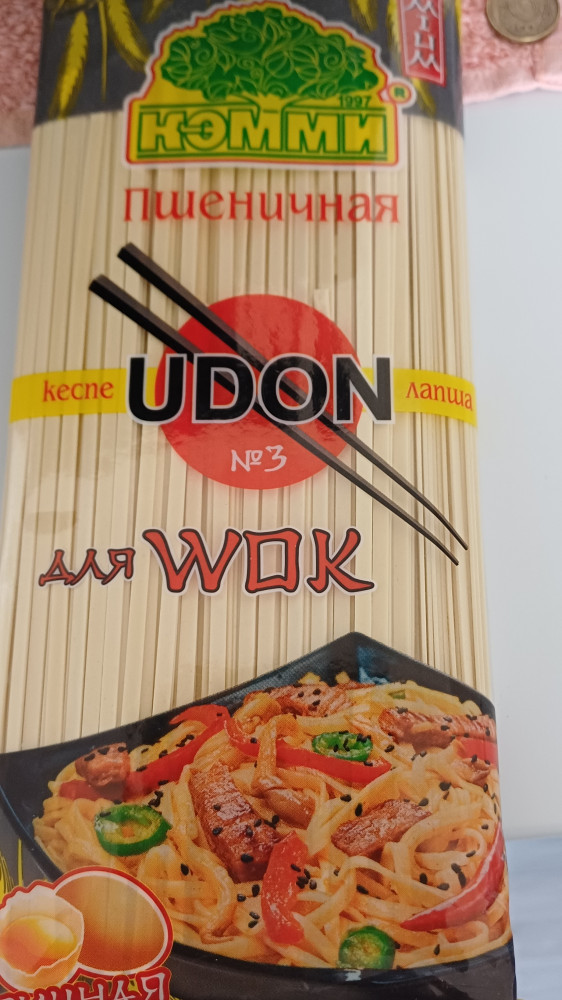 1997
®
КЭММИ
Пшеничная
кеспе UDON лапша
№3
для WOK